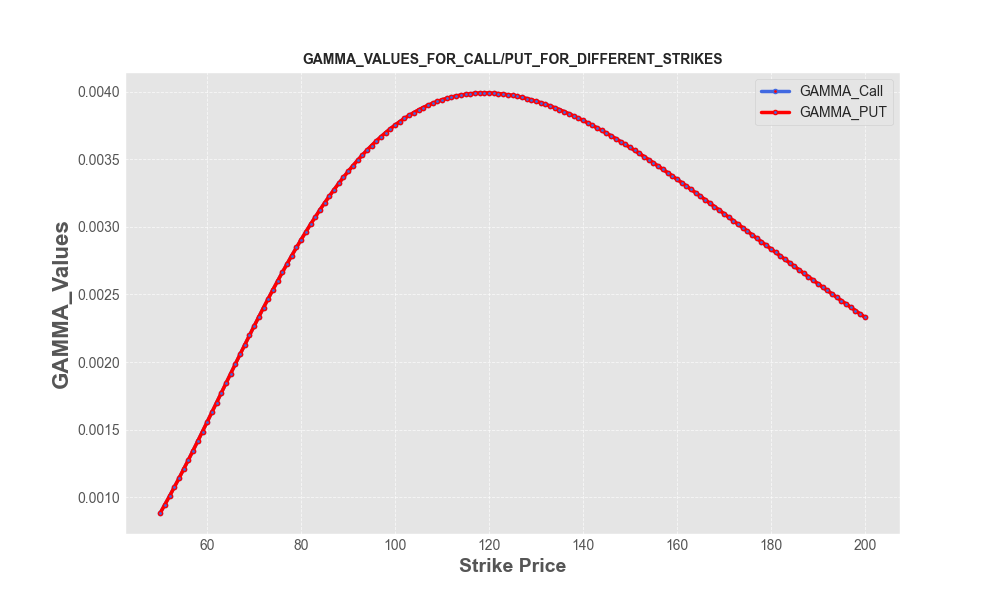 GAMMA_VALUES_FOR_CALL/PUT_FOR_DIFFERENT_STRIKES
GAMMA_Call
GAMMA_PUT
GAMMA_Values
0.0040
0.0035
0.0030
0.0025
0.0020
0.0015
0.0010
60 80 100 120 140 160 180 200
Strike Price